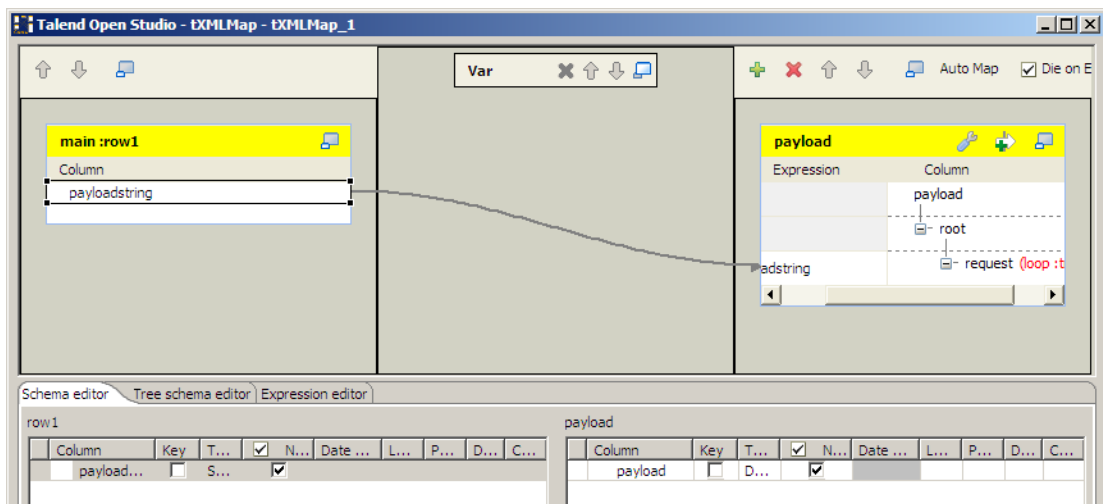 Talend Open Studio - tXMLMap - tXMLMap_1
Var
Auto Map
Die on E
main :row1
Column
payloadstring
payload
Expression Column
payload
root
request (loop :t
adstring
Schema editor Tree schema editor Expression editor
row1
Column Key T... N... Date ... L... P... D... C...
payload... S...
payload
Column Key T... N... Date ... L... P... D... C...
payload D...